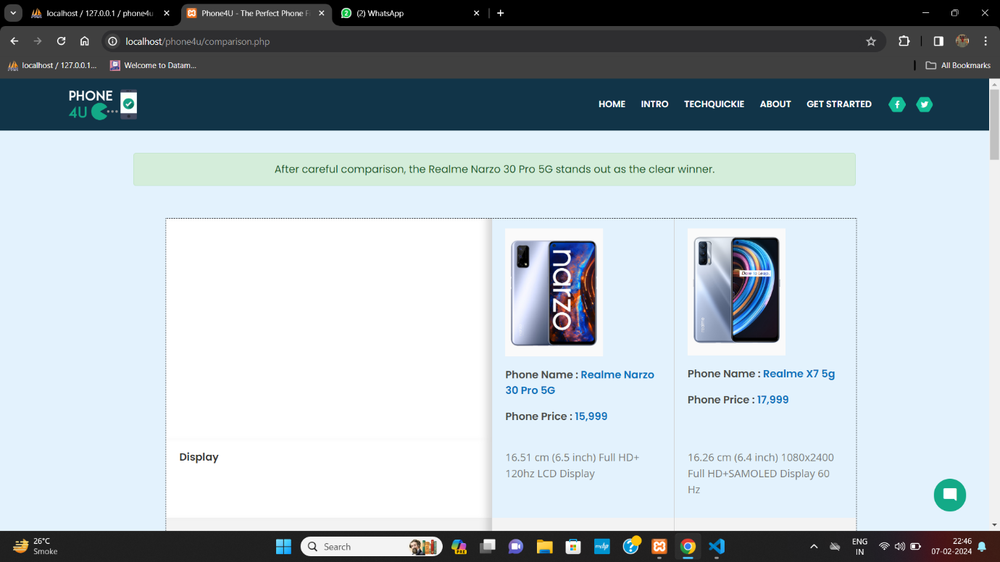 localhost / 127.0.0.1 / phone4u
Phone4U - The Perfect Phone F
(2) WhatsApp
localhost/phone4u/comparison.php
localhost / 127.0.0.1...
Welcome to Datam...
All Bookmarks
PHONE
4U
HOME
INTRO
TECHQUICKIE
ABOUT
GET STRARTED
After careful comparison, the Realme Narzo 30 Pro 5G stands out as the clear winner.
narzo
realme
Dare to Leap.
Phone Name : Realme Narzo
30 Pro 5G
Phone Price : 15,999
Phone Name : Realme X7 5g
Phone Price : 17,999
Display
16.51 cm (6.5 inch) Full HD+
120hz LCD Display
16.26 cm (6.4 inch) 1080x2400
Full HD+SAMOLED Display 60
Hz
26°C
Smoke
Search
PRE
myhp
ENG
IN
22:46
07-02-2024